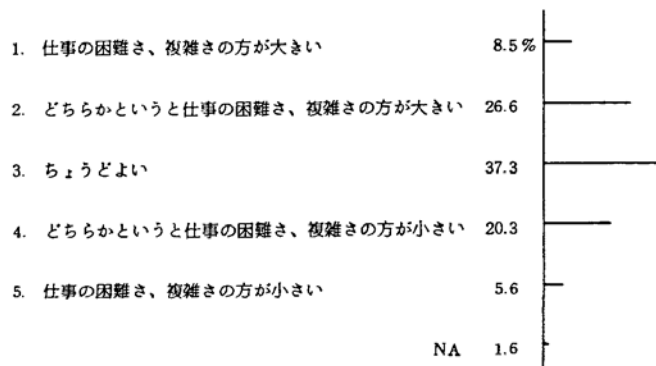 1. 仕事の困難さ、複雑さの方が大きい 8.5%
2. どちらかというと仕事の困難さ、複雑さの方が大きい 26.6
3. ちょうどよい 37.3
4. どちらかというと仕事の困難さ、複雑さの方が小さい 20.3
5. 仕事の困難さ、複雑さの方が小さい 5.6
NA 1.6